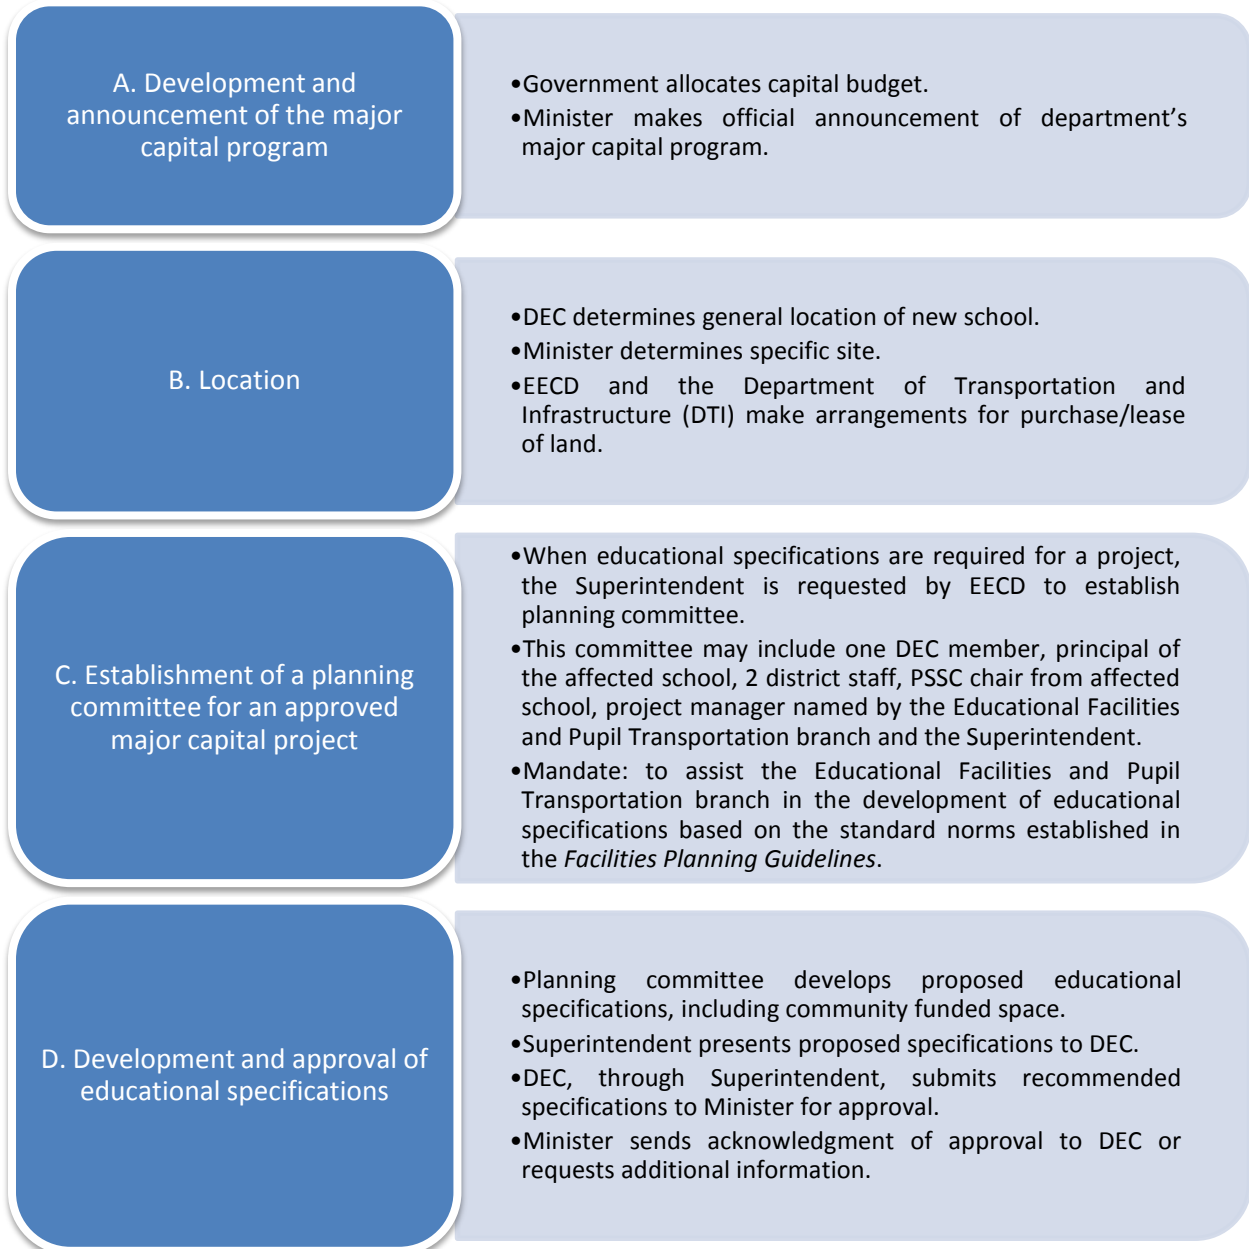 A. Development and
announcement of the major
capital program
•Government allocates capital budget.
•Minister makes official announcement of department's
major capital program.
B. Location
•DEC determines general location of new school.
•Minister determines specific site.
•EECD and the Department of Transportation and
Infrastructure (DTI) make arrangements for purchase/lease
of land.
C. Establishment of a planning
committee for an approved
major capital project
•When educational specifications are required for a project,
the Superintendent is requested by EECD to establish
planning committee.
•This committee may include one DEC member, principal of
the affected school, 2 district staff, PSSC chair from affected
school, project manager named by the Educational Facilities
and Pupil Transportation branch and the Superintendent.
•Mandate: to assist the Educational Facilities and Pupil
Transportation branch in the development of educational
specifications based on the standard norms established in
the Facilities Planning Guidelines.
D. Development and approval of
educational specifications
•Planning committee develops proposed educational
specifications, including community funded space.
•Superintendent presents proposed specifications to DEC.
•DEC, through Superintendent, submits recommended
specifications to Minister for approval.
•Minister sends acknowledgment of approval to DEC or
requests additional information.